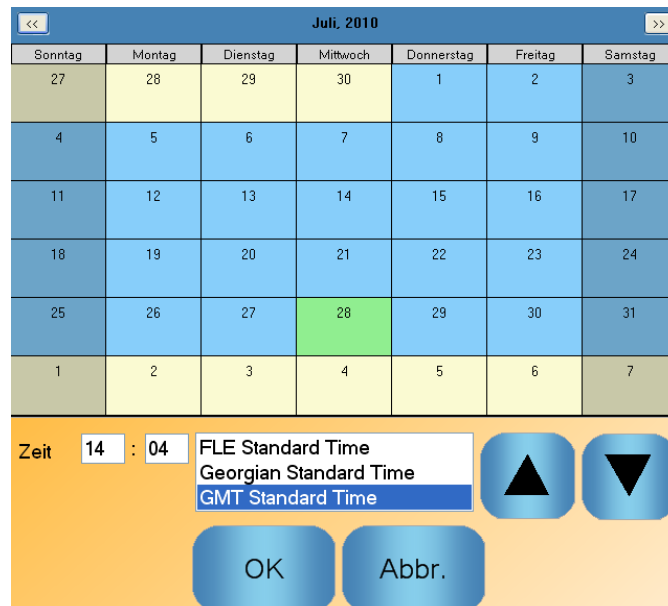 << Juli, 2010 >>
Sonntag Montag Dienstag Mittwoch Donnerstag Freitag Samstag
27 28 29 30 1 2 3
4 5 6 7 8 9 10
11 12 13 14 15 16 17
18 19 20 21 22 23 24
25 26 27 28 29 30 31
1 2 3 4 5 6 7
Zeit 14 : 04
FLE Standard Time
Georgian Standard Time
GMT Standard Time
OK Abbr.